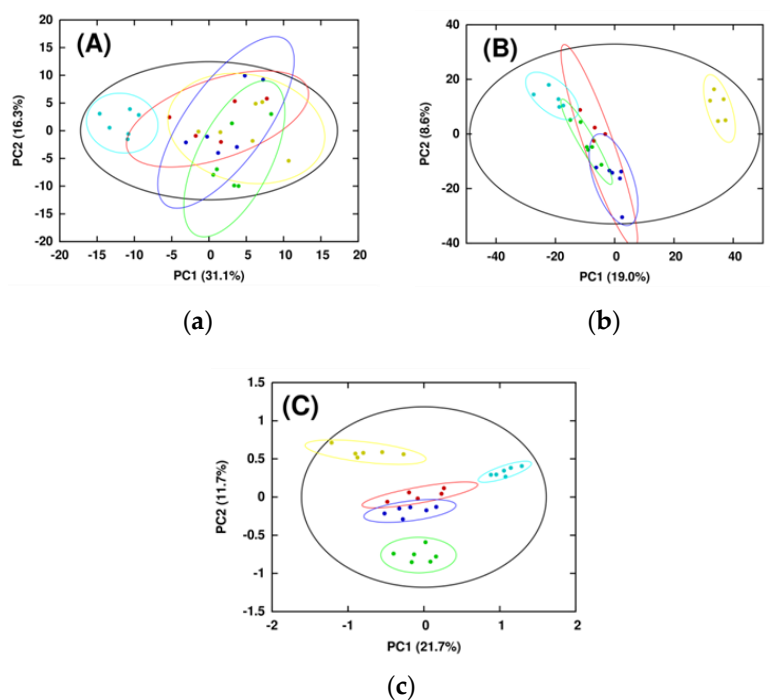 (A)
20
15
10
5
0
-5
-10
-15
-20
PC2 (16.3%)
-20 -15 -10 -5 0 5 10 15 20
PC1 (31.1%)
(a)
(B)
40
20
0
-20
-40
PC2 (8.6%)
-40 -20 0 20 40
PC1 (19.0%)
(b)
(C)
1.5
1
0.5
0
-0.5
-1
-1.5
PC2 (11.7%)
-2 -1 0 1 2
PC1 (21.7%)
(c)